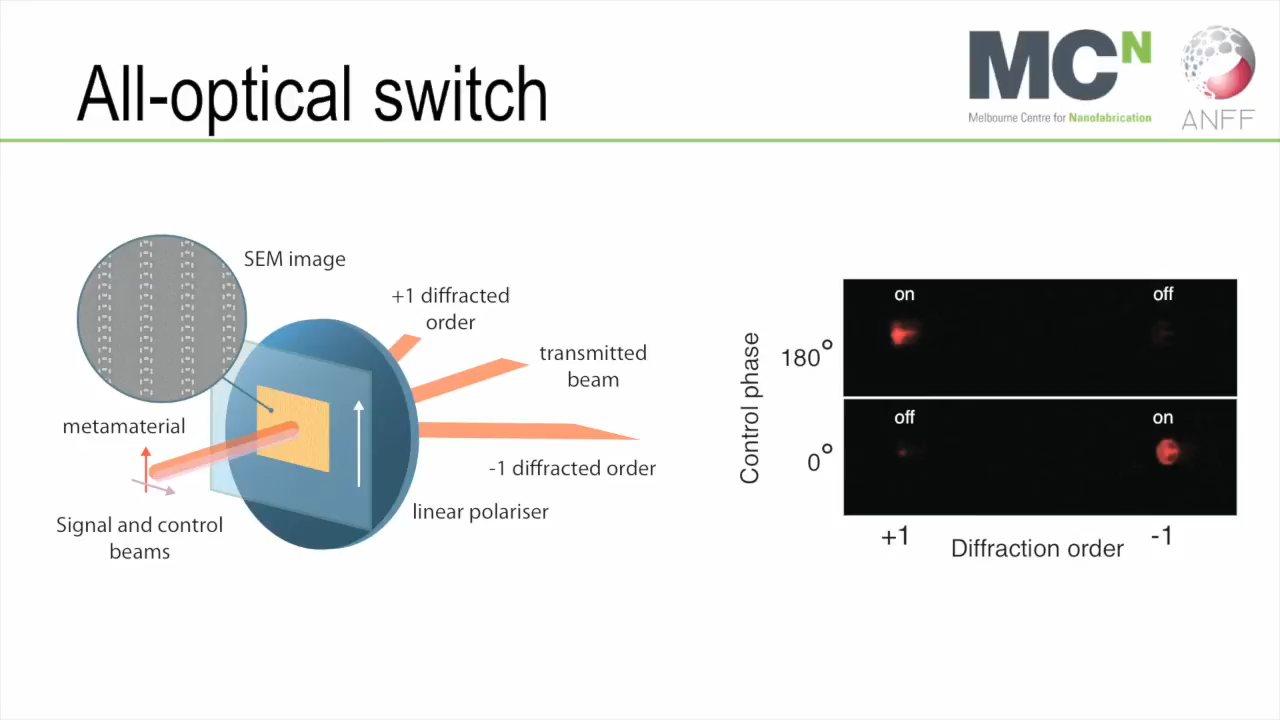 All-optical switch
MCN
Melbourne Centre for Nanofabrication
ANFF
SEM image
+1 diffracted
order
transmitted
beam
metamaterial
-1 diffracted order
linear polariser
Signal and control
beams
on
off
180°
Control phase
off
on
0°
+1
-1
Diffraction order